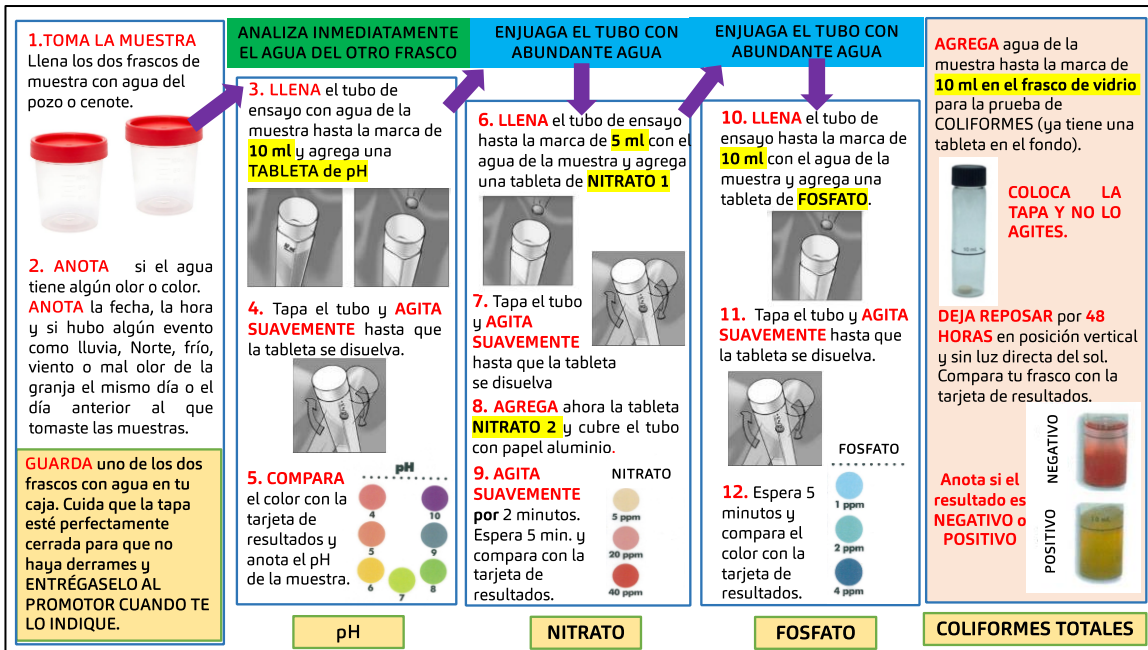 1.TOMA LA MUESTRA
Llena los dos frascos de
muestra con agua del
pozo o cenote.
2. ANOTA si el agua
tiene algún olor o color.
ANOTA la fecha, la hora
y si hubo algún evento
como lluvia, Norte, frío,
viento o mal olor de la
granja el mismo día o el
día anterior al que
tomaste las muestras.
GUARDA uno de los dos
frascos con agua en tu
caja. Cuida que la tapa
esté perfectamente
cerrada para que no
haya derrames y
ENTRÉGASELO AL
PROMOTOR CUANDO TE
LO INDIQUE.
ANALIZA INMEDIATAMENTE
EL AGUA DEL OTRO FRASCO
3. LLENA el tubo de
ensayo con agua de la
muestra hasta la marca de
10 ml y agrega una
TABLETA de pH
4. Tapa el tubo y AGITA
SUAVEMENTE hasta que
la tableta se disuelva.
5. COMPARA
el color con la
tarjeta de
resultados y
anota el pH
de la muestra.
pH
4
10
5
9
6
7
8
pH
ENJUAGA EL TUBO CON
ABUNDANTE AGUA
6. LLENA el tubo de ensayo
hasta la marca de 5 ml con el
agua de la muestra y agrega
una tableta de NITRATO 1
7. Tapa el tubo
y AGITA
SUAVEMENTE
hasta que la tableta
se disuelva
8. AGREGA ahora la tableta
NITRATO 2 y cubre el tubo
con papel aluminio.
9. AGITA
SUAVEMENTE
por 2 minutos.
Espera 5 min. y
compara con la
tarjeta de
resultados.
NITRATO
5 ppm
20 ppm
40 ppm
NITRATO
ENJUAGA EL TUBO CON
ABUNDANTE AGUA
10. LLENA el tubo de
ensayo hasta la marca de
10 ml con el agua de la
muestra y agrega una
tableta de FOSFATO.
11. Tapa el tubo y AGITA
SUAVEMENTE hasta que
la tableta se disuelva.
12. Espera 5
minutos y
compara el
color con la
tarjeta de
resultados.
FOSFATO
1 ppm
2 ppm
4 ppm
FOSFATO
AGREGA agua de la
muestra hasta la marca de
10 ml en el frasco de vidrio
para la prueba de
COLIFORMES (ya tiene una
tableta en el fondo).
COLOCA LA
TAPA Y NO LO
AGITES.
DEJA REPOSAR por 48
HORAS en posición vertical
y sin luz directa del sol.
Compara tu frasco con la
tarjeta de resultados.
Anota si el
resultado es
NEGATIVO o
POSITIVO
NEGATIVO
POSITIVO
COLIFORMES TOTALES